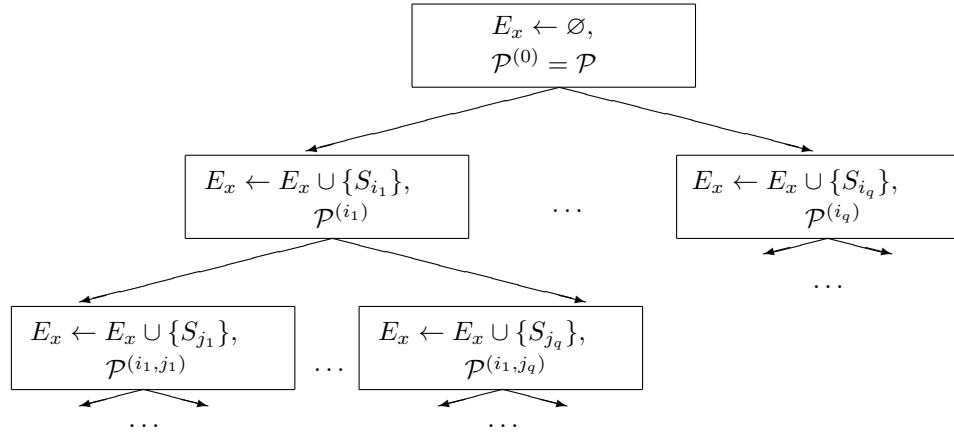 E_x ← ∅,
𝒫^{(0)} = 𝒫
E_x ← E_x ∪ {S_{i_1}},
𝒫^{(i_1)}
...
E_x ← E_x ∪ {S_{i_q}},
𝒫^{(i_q)}
...
E_x ← E_x ∪ {S_{j_1}},
𝒫^{(i_1,j_1)}
...
E_x ← E_x ∪ {S_{j_q}},
𝒫^{(i_1,j_q)}
...
...